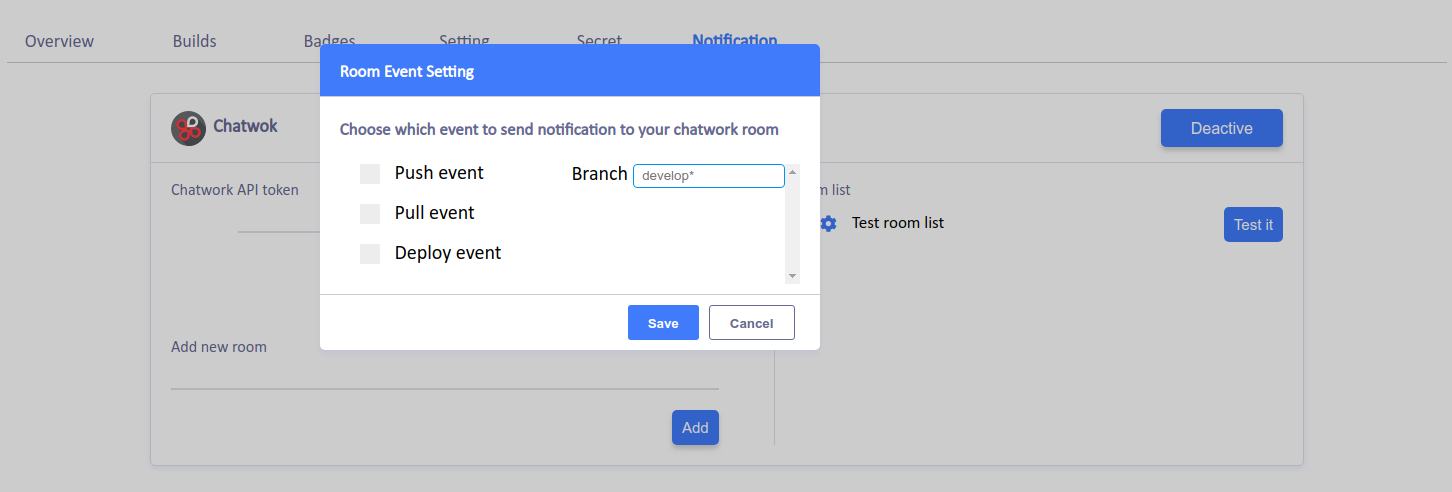 Overview Builds Badges Setting Secret Notification
Room Event Setting
Chatwok
Deactive
Choose which event to send notification to your chatwork room
Push event Branch develop*
Chatwork API token
m list
Pull event
Test room list Test it
Deploy event
Save Cancel
Add new room
Add